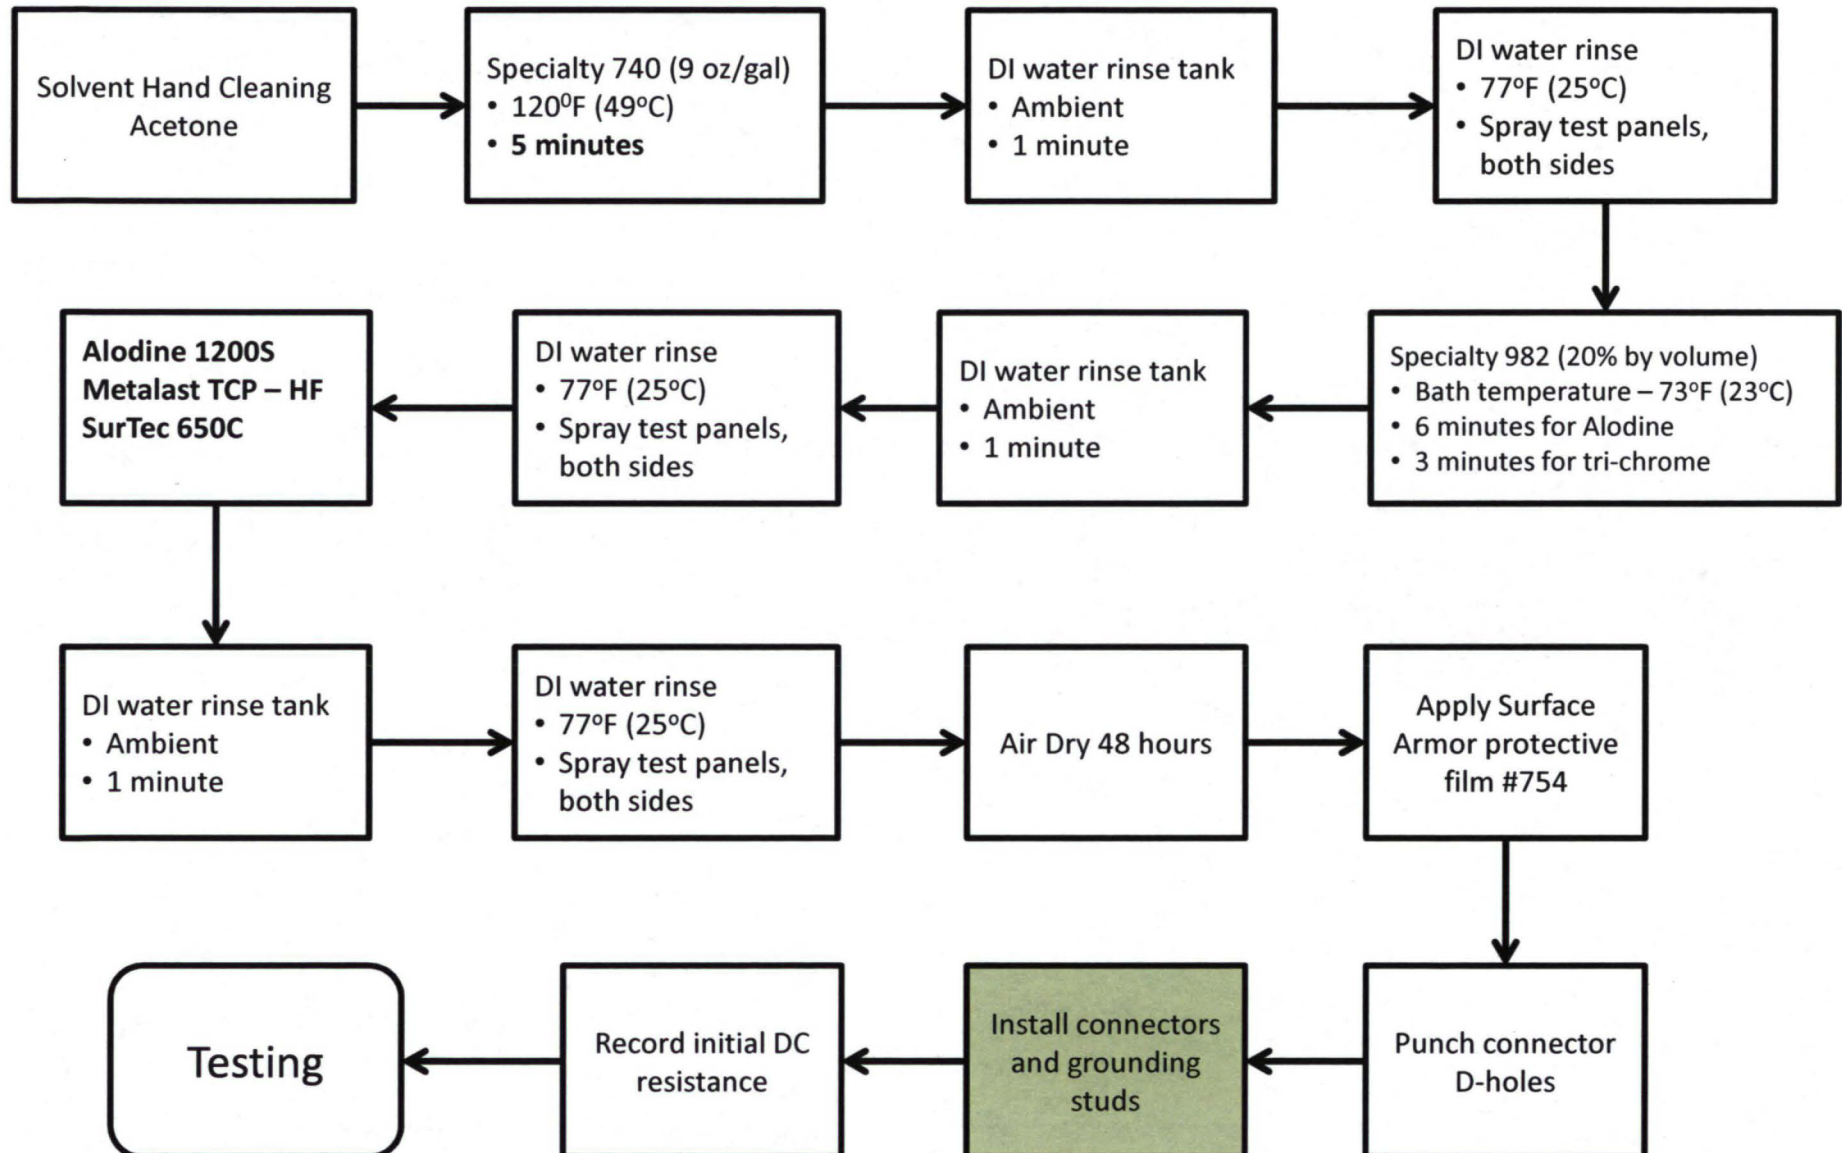 Solvent Hand Cleaning
Acetone
Specialty 740 (9 oz/gal)
• 120⁰F (49ºC)
• 5 minutes
DI water rinse tank
• Ambient
• 1 minute
DI water rinse
• 77ºF (25ºC)
• Spray test panels,
both sides
Specialty 982 (20% by volume)
• Bath temperature – 73ºF (23ºC)
• 6 minutes for Alodine
• 3 minutes for tri-chrome
DI water rinse tank
• Ambient
• 1 minute
DI water rinse
• 77ºF (25ºC)
• Spray test panels,
both sides
Alodine 1200S
Metalast TCP – HF
SurTec 650C
DI water rinse tank
• Ambient
• 1 minute
DI water rinse
• 77ºF (25ºC)
• Spray test panels,
both sides
Air Dry 48 hours
Apply Surface
Armor protective
film #754
Punch connector
D-holes
Install connectors
and grounding
studs
Record initial DC
resistance
Testing